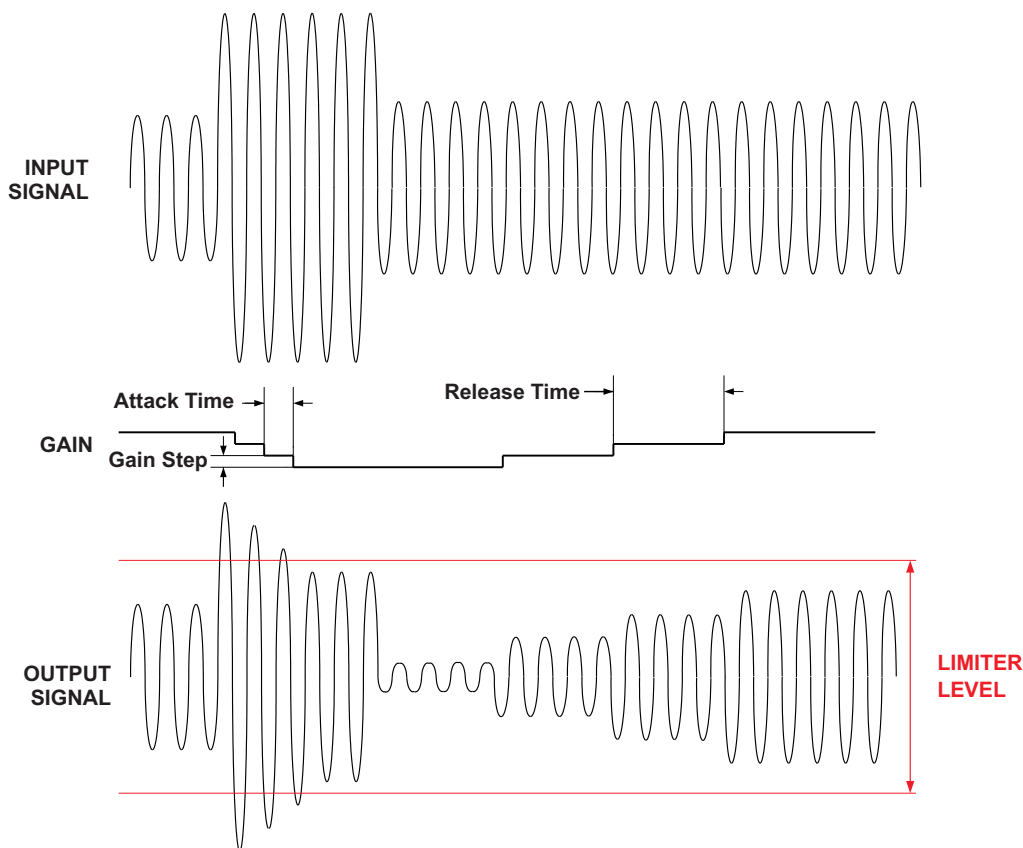 INPUT
SIGNAL
Attack Time
Release Time
GAIN
Gain Step
OUTPUT
SIGNAL
LIMITER
LEVEL